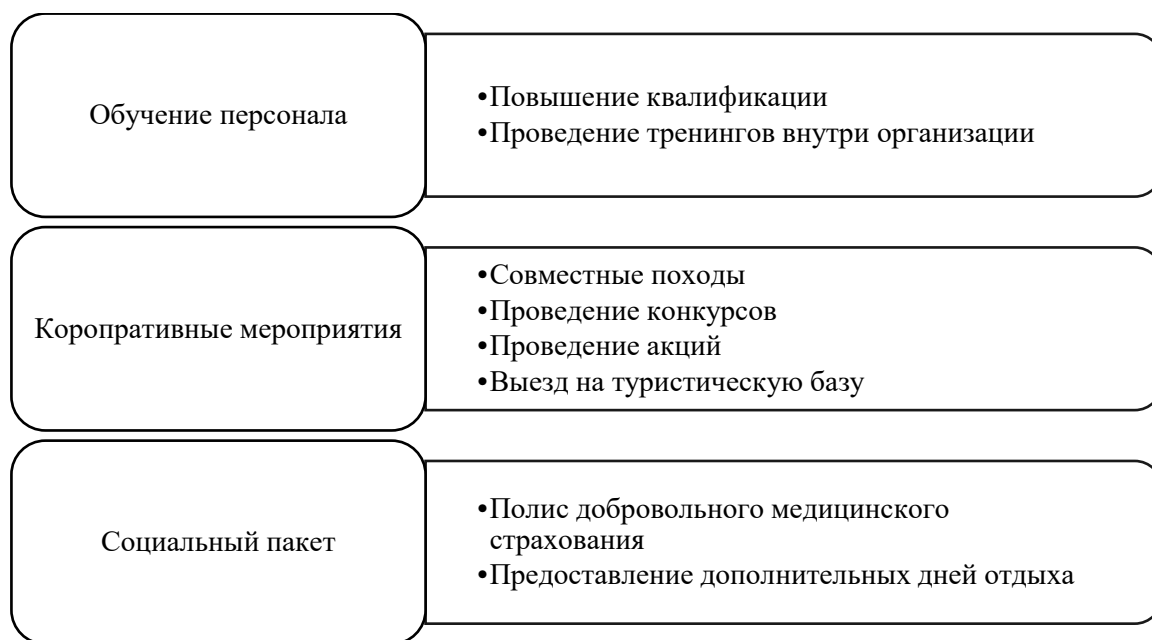 Обучение персонала
•Повышение квалификации
•Проведение тренингов внутри организации
Коропративные мероприятия
•Совместные походы
•Проведение конкурсов
•Проведение акций
•Выезд на туристическую базу
Социальный пакет
•Полис добровольного медицинского
страхования
•Предоставление дополнительных дней отдыха